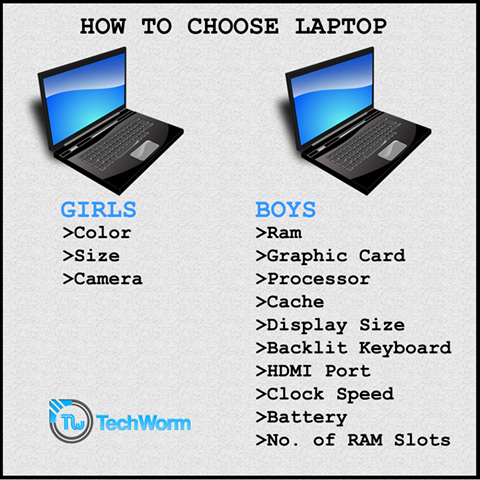 HOW TO CHOOSE LAPTOP
GIRLS
>Color
>Size
>Camera
BOYS
>Ram
>Graphic Card
>Processor
>Cache
>Display Size
>Backlit Keyboard
>HDMI Port
>Clock Speed
>Battery
>No. of RAM Slots
TW TechWorm